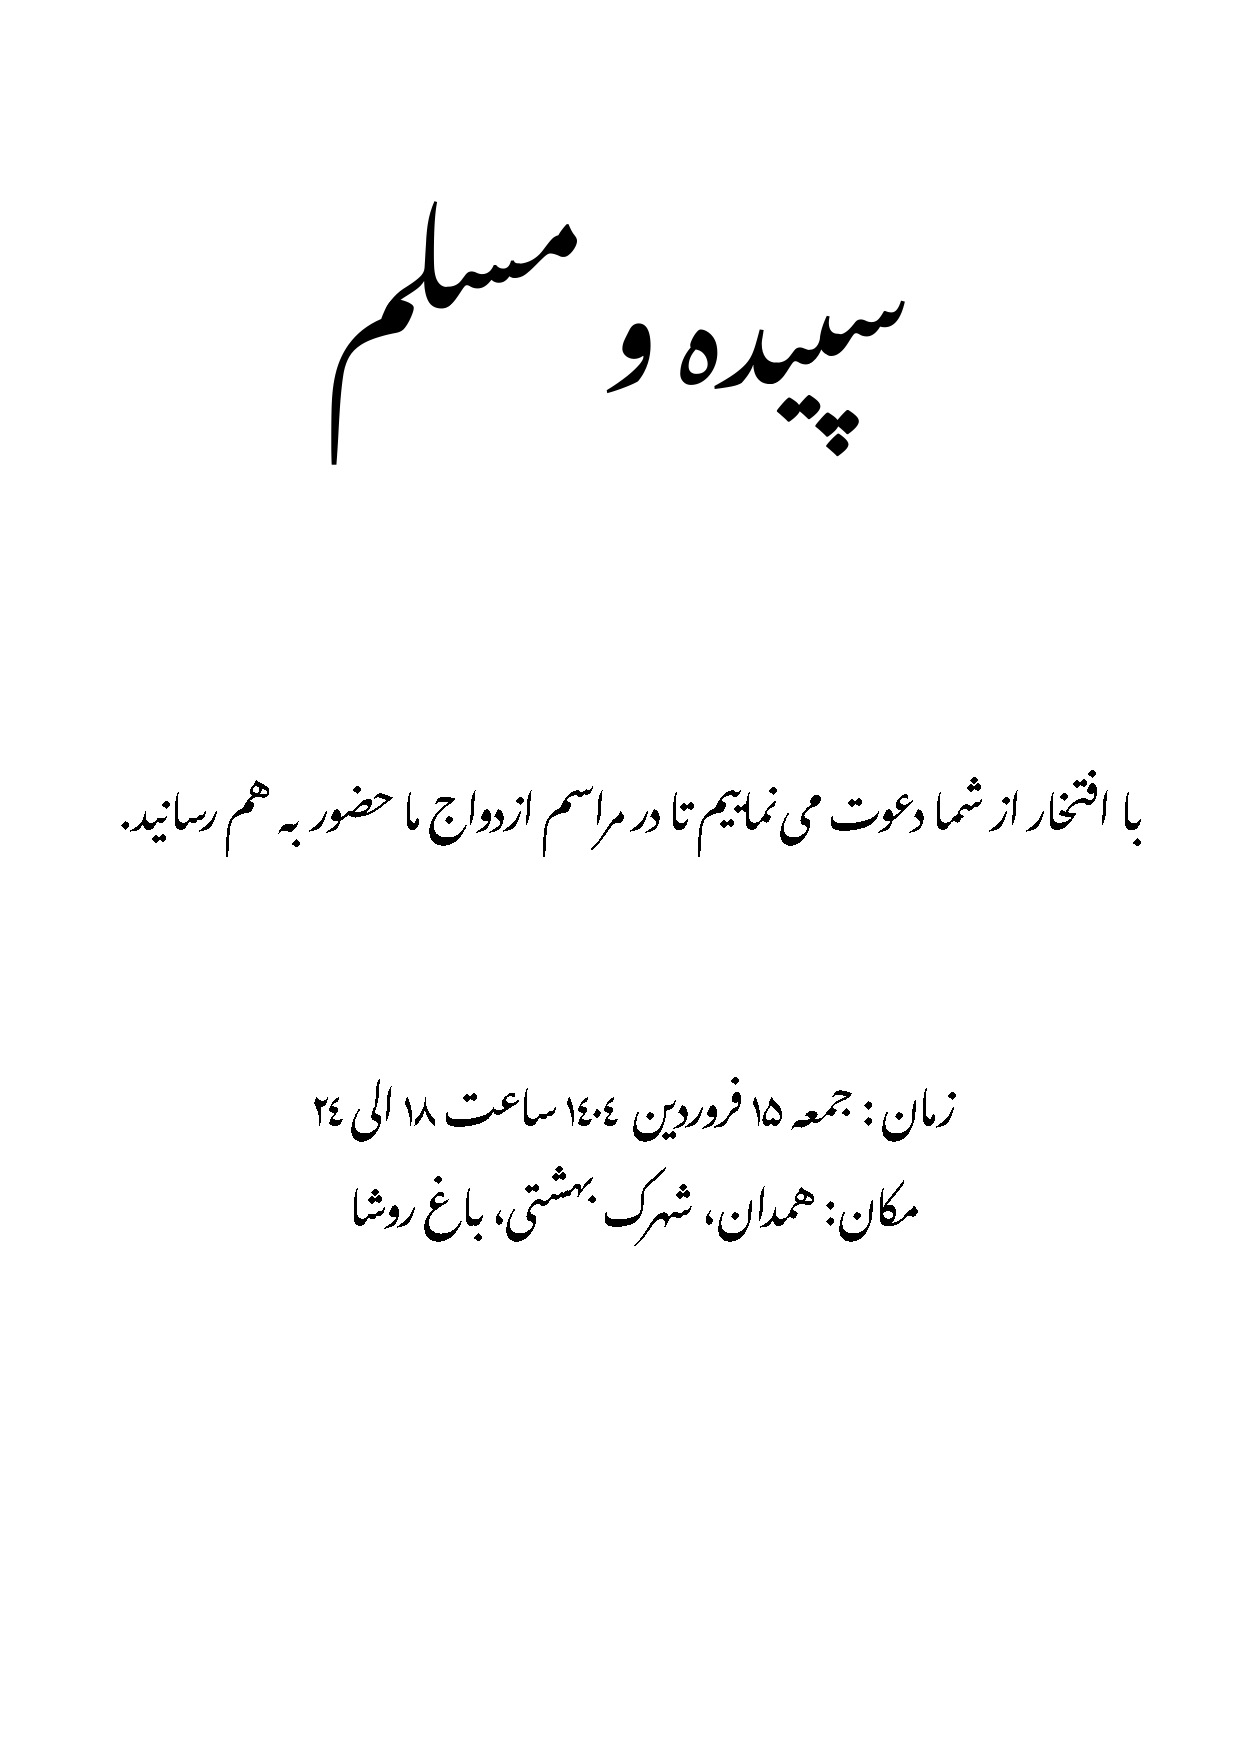 سپیده و مسلم
با افتخار از شما دعوت می‌نماییم تا در مراسم ازدواج ما حضور به هم رسانید.
زمان : جمعه ۱۵ فروردین ۱۴۰۴ ساعت ۱۸ الی ۲۴
مکان: همدان، شهرک بهشتی، باغ روشا